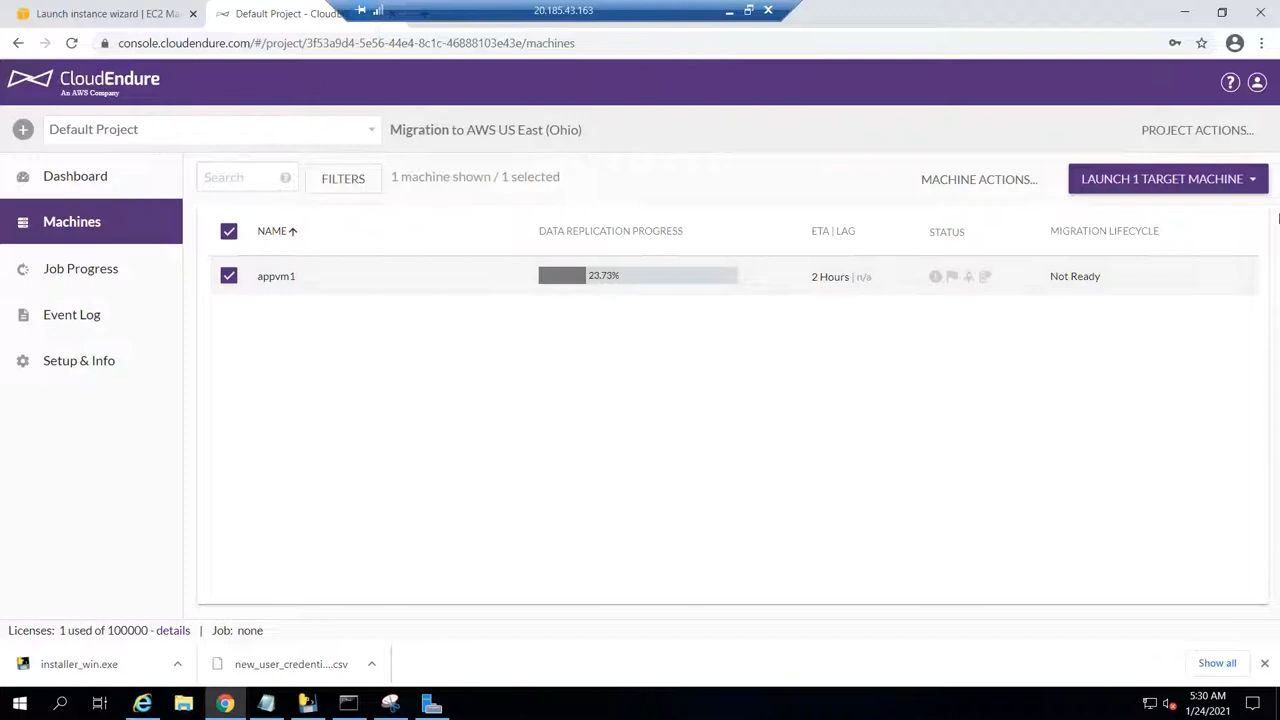 Launch instance wizard | EC2 Ma
Default Project - CloudEndu
20.185.43.163
console.cloudendure.com/#/project/3f53a9d4-5e56-44e4-8c1c-46888103e43e/machines
CloudEndure
An AWS Company
Default Project
Migration to AWS US East (Ohio)
PROJECT ACTIONS...
Dashboard
Machines
Job Progress
Event Log
Setup & Info
Search
FILTERS
1 machine shown / 1 selected
MACHINE ACTIONS...
LAUNCH 1 TARGET MACHINE
NAME
DATA REPLICATION PROGRESS
ETA | LAG
STATUS
MIGRATION LIFECYCLE
appvm1
23.73%
2 Hours | n/a
Not Ready
Licenses: 1 used of 100000 - details | Job: none
installer_win.exe
new_user_credenti....csv
Show all
5:30 AM
1/24/2021